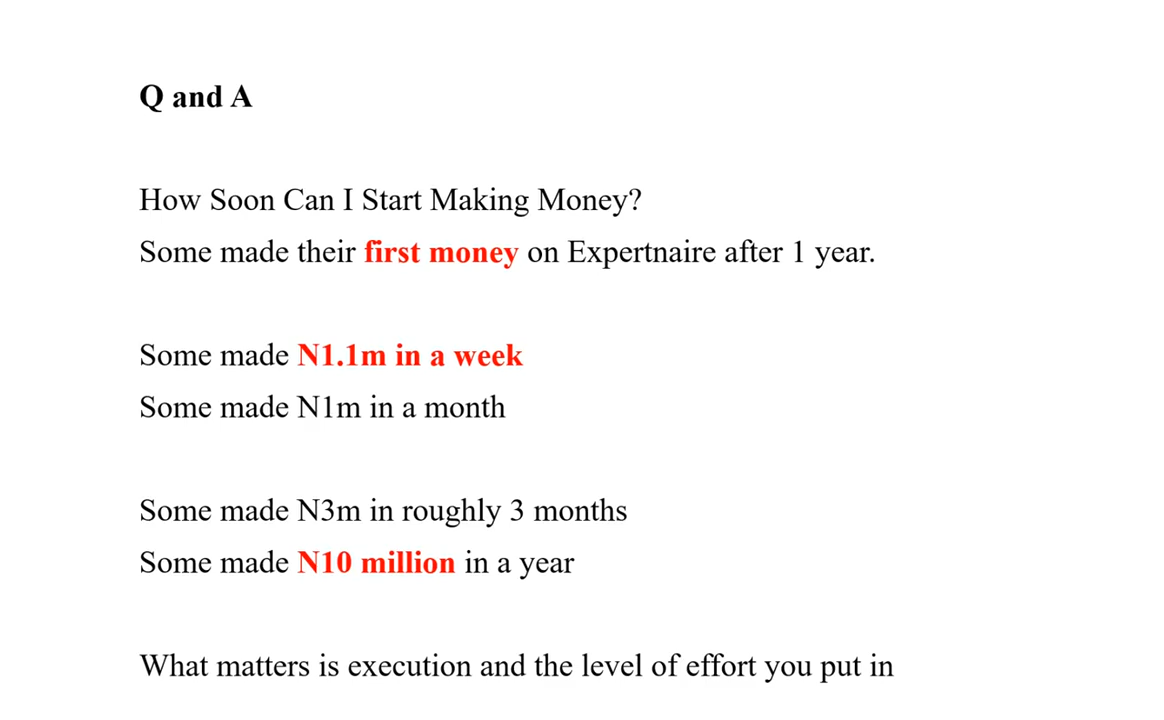 Q and A
How Soon Can I Start Making Money?
Some made their first money on Expertnaire after 1 year.
Some made N1.1m in a week
Some made N1m in a month
Some made N3m in roughly 3 months
Some made N10 million in a year
What matters is execution and the level of effort you put in